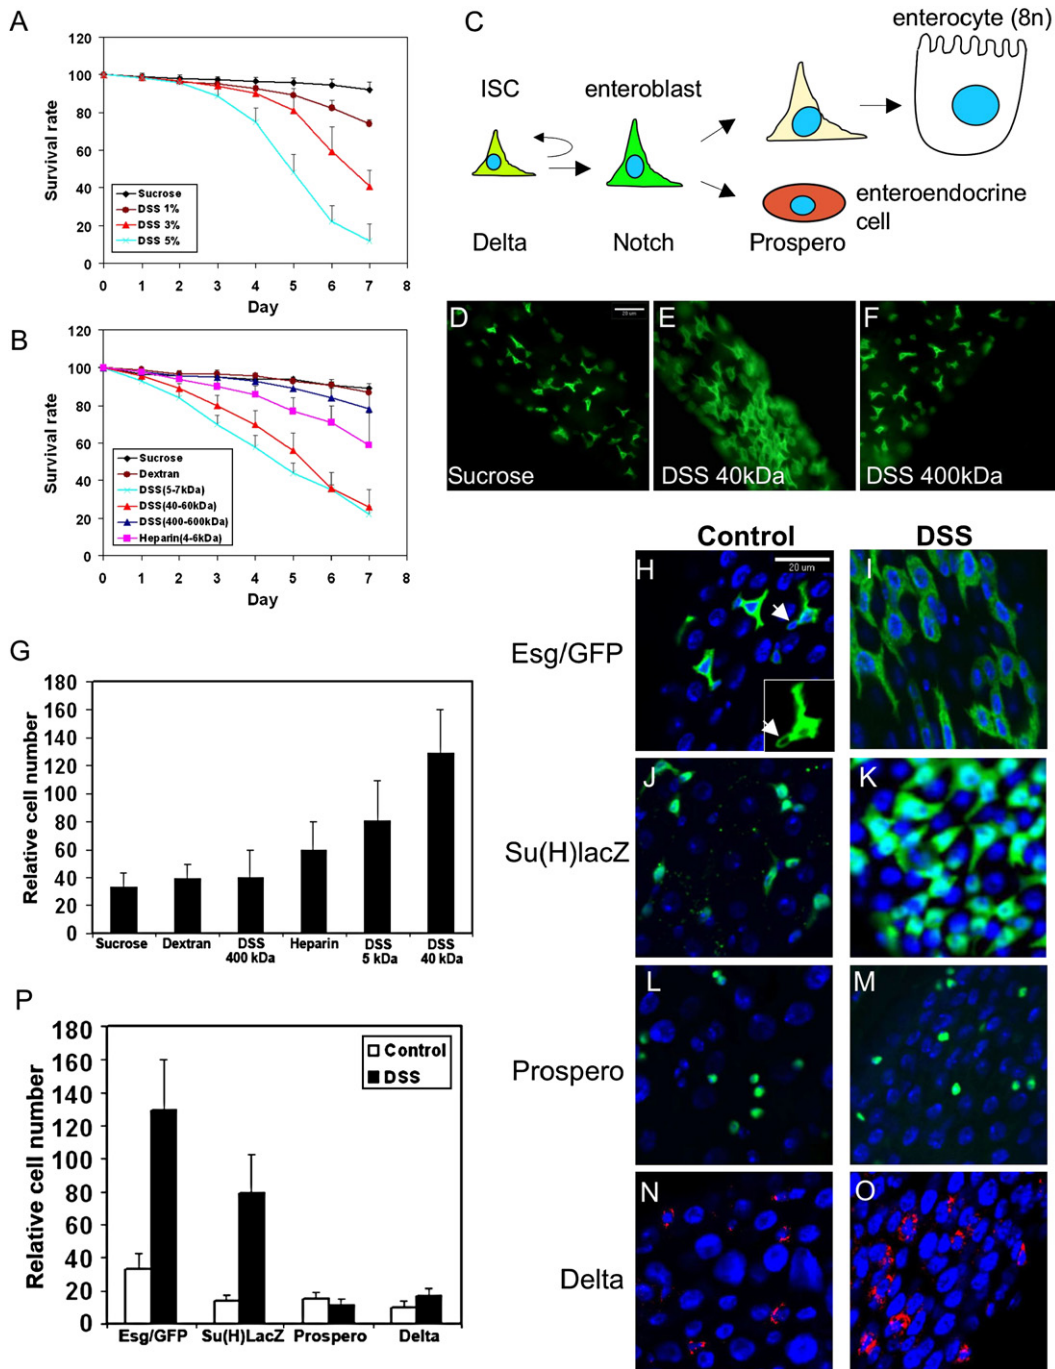 A
120
100
80
60
40
20
0
Survival rate
Sucrose
DSS 1%
DSS 3%
DSS 5%
0 1 2 3 4 5 6 7 8
Day
B
120
100
80
60
40
20
0
Survival rate
Sucrose
Dextran
DSS(5-7kDa)
DSS(40-60kDa)
DSS(400-600kDa)
Heparin(4-6kDa)
0 1 2 3 4 5 6 7 8
Day
C
enterocyte (8n)
ISC
enteroblast
enteroendocrine
cell
Delta
Notch
Prospero
D
20 um
Sucrose
E
DSS 40kDa
F
DSS 400kDa
G
180
160
140
120
100
80
60
40
20
0
Relative cell number
Sucrose
Dextran
DSS
400 kDa
Heparin
DSS
5 kDa
DSS
40 kDa
Control
DSS
H
20 um
I
Esg/GFP
J
K
Su(H)lacZ
L
M
Prospero
N
O
Delta
P
180
160
140
120
100
80
60
40
20
0
Relative cell number
Control
DSS
Esg/GFP
Su(H)LacZ
Prospero
Delta